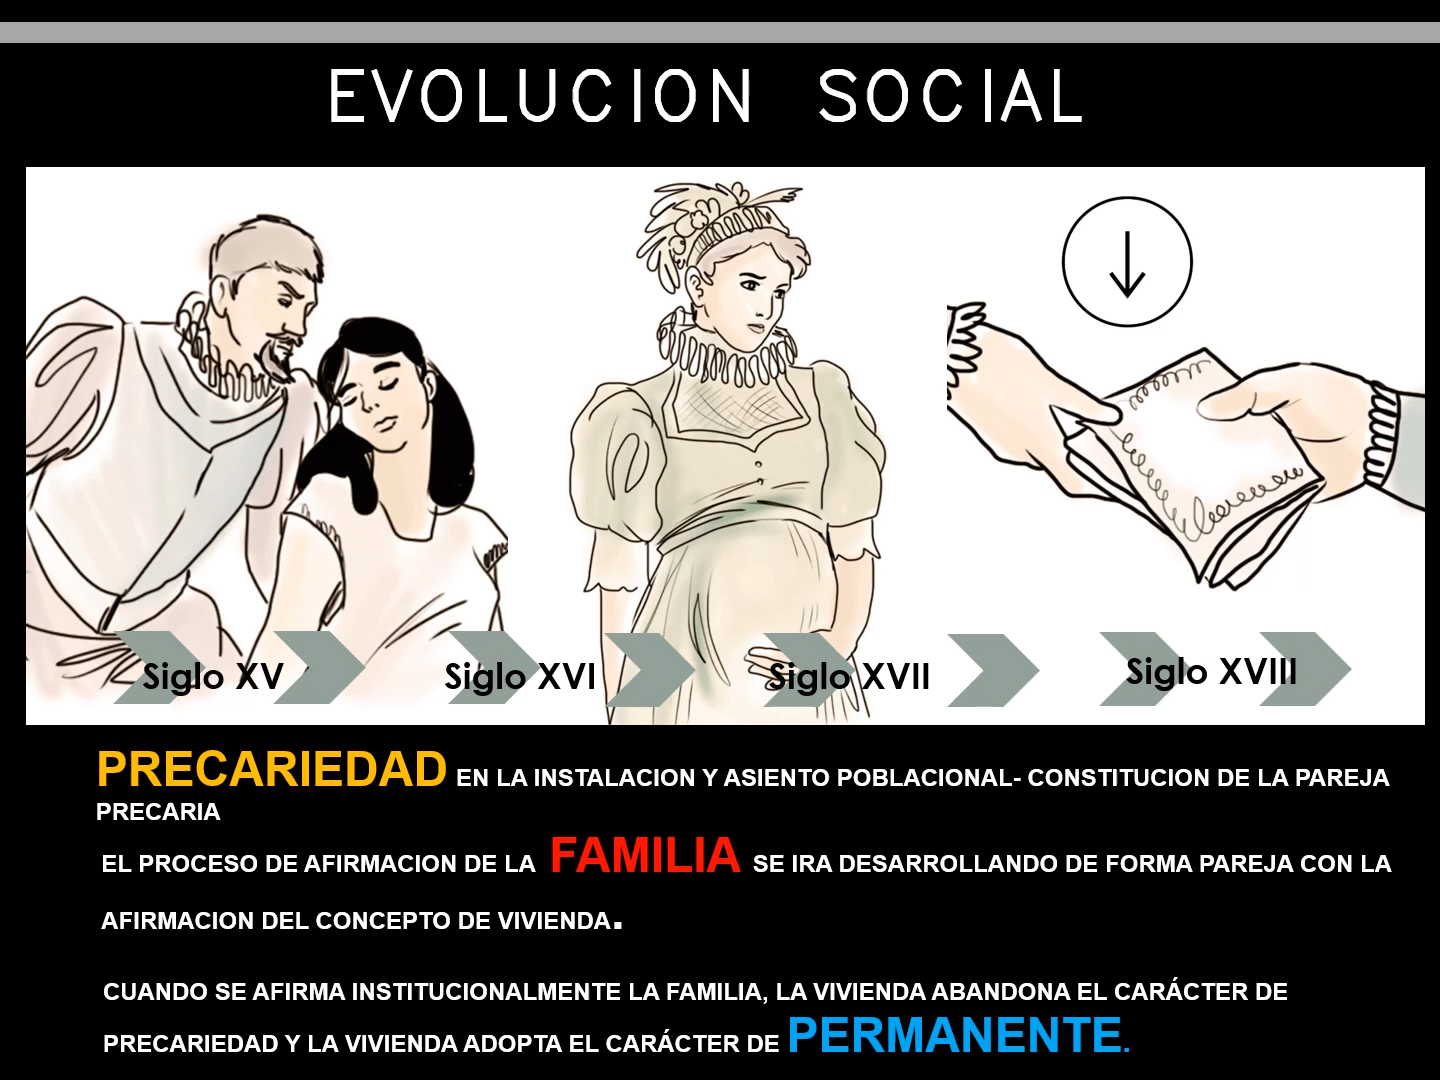 EVOLUCION SOCIAL
Siglo XV
Siglo XVI
Siglo XVII
Siglo XVIII
PRECARIEDAD EN LA INSTALACION Y ASIENTO POBLACIONAL- CONSTITUCION DE LA PAREJA
PRECARIA
EL PROCESO DE AFIRMACION DE LA FAMILIA SE IRA DESARROLLANDO DE FORMA PAREJA CON LA
AFIRMACION DEL CONCEPTO DE VIVIENDA.
CUANDO SE AFIRMA INSTITUCIONALMENTE LA FAMILIA, LA VIVIENDA ABANDONA EL CARÁCTER DE
PRECARIEDAD Y LA VIVIENDA ADOPTA EL CARÁCTER DE PERMANENTE.